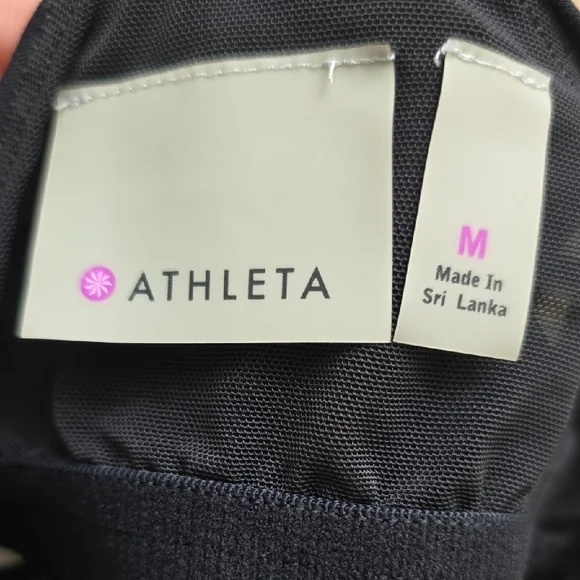 ATHLETA
M
Made In
Sri Lanka